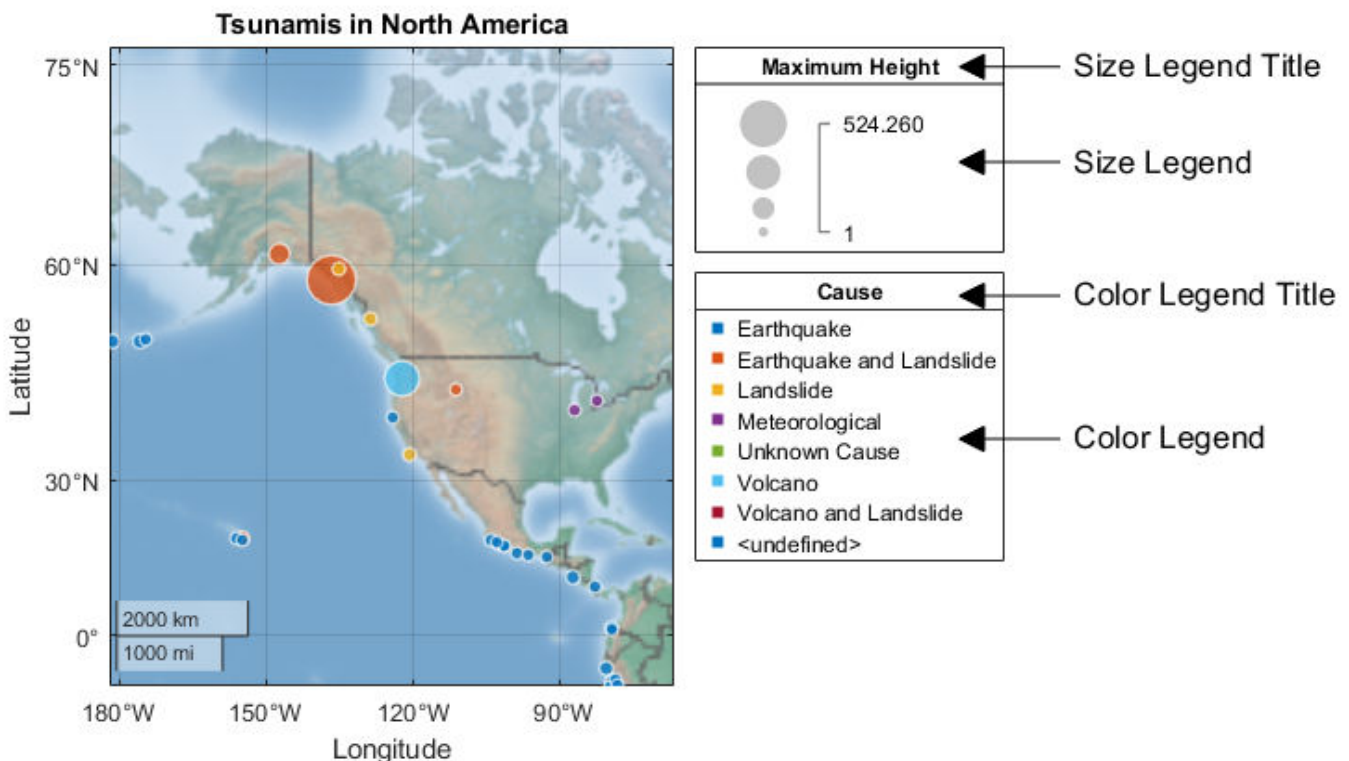 Tsunamis in North America
75°N
60°N
30°N
0°
Latitude
2000 km
1000 mi
180°W
150°W
120°W
90°W
Longitude
Maximum Height
524.260
1
Cause
Earthquake
Earthquake and Landslide
Landslide
Meteorological
Unknown Cause
Volcano
Volcano and Landslide
<undefined>
Size Legend Title
Size Legend
Color Legend Title
Color Legend